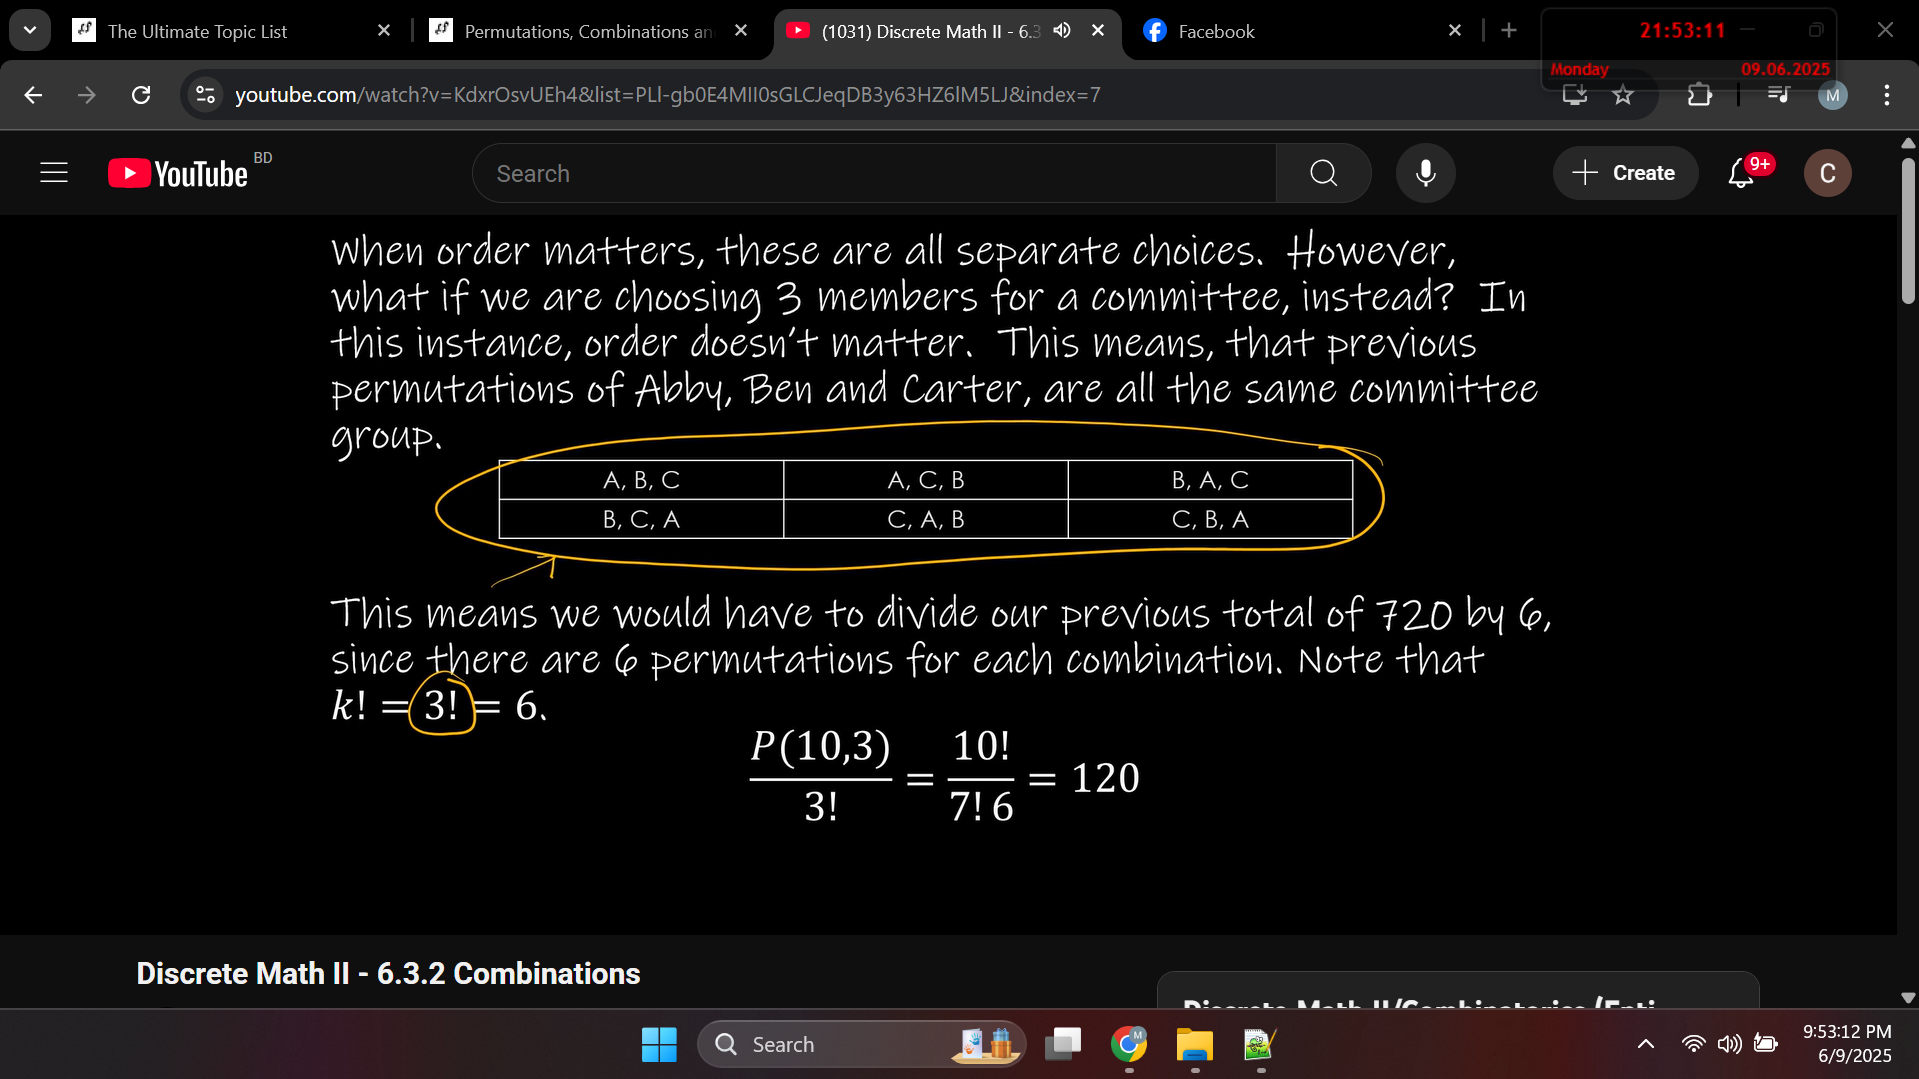 The Ultimate Topic List
Permutations, Combinations an
(1031) Discrete Math II - 6.3
Facebook
21:53:11
Monday 09.06.2025
youtube.com/watch?v=KdxrOsvUEh4&list=PLl-gb0E4MII0sGLCJeqDB3y63HZ6lM5LJ&index=7
M
YouTube BD
Search
Create
9+
C
When order matters, these are all separate choices. However,
what if we are choosing 3 members for a committee, instead? In
this instance, order doesn't matter. This means, that previous
permutations of Abby, Ben and Carter, are all the same committee
group.
A, B, C A, C, B B, A, C
B, C, A C, A, B C, B, A
This means we would have to divide our previous total of 720 by 6,
since there are 6 permutations for each combination. Note that
k! = 3! = 6.
P(10,3)/3! = 10!/7! 6 = 120
Discrete Math II - 6.3.2 Combinations
Discrete Math II/Combinatorics (Enti
Search
9:53:12 PM
6/9/2025